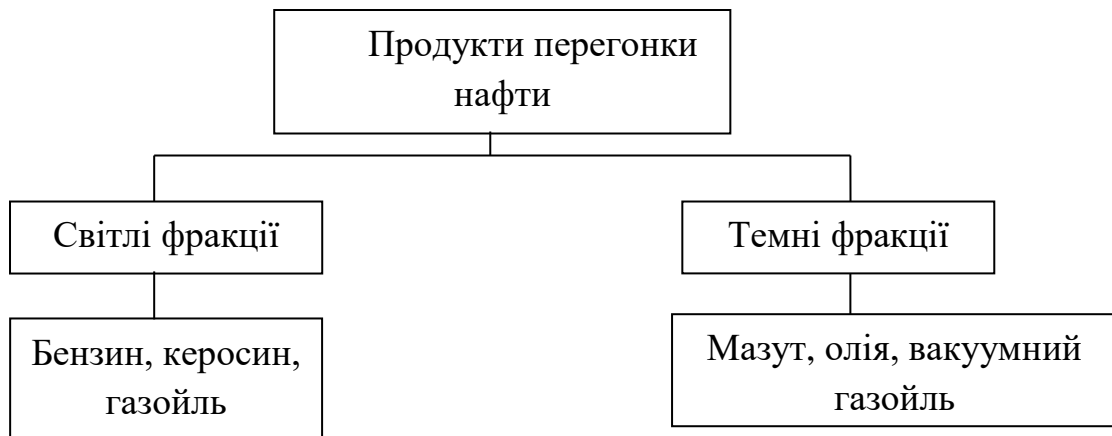 Продукти перегонки
нафти
Світлі фракції
Темні фракції
Бензин, керосин,
газойль
Мазут, олія, вакуумний
газойль